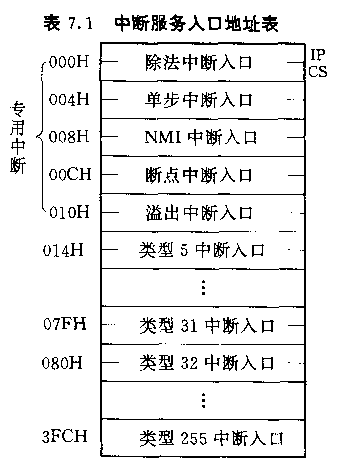 表 7.1 中断服务入口地址表
000H 除法中断入口 IP
CS
004H 单步中断入口
008H NMI 中断入口
00CH 断点中断入口
010H 溢出中断入口
专用中断
014H 类型 5 中断入口
⋮
07FH 类型 31 中断入口
080H 类型 32 中断入口
⋮
3FCH 类型 255 中断入口